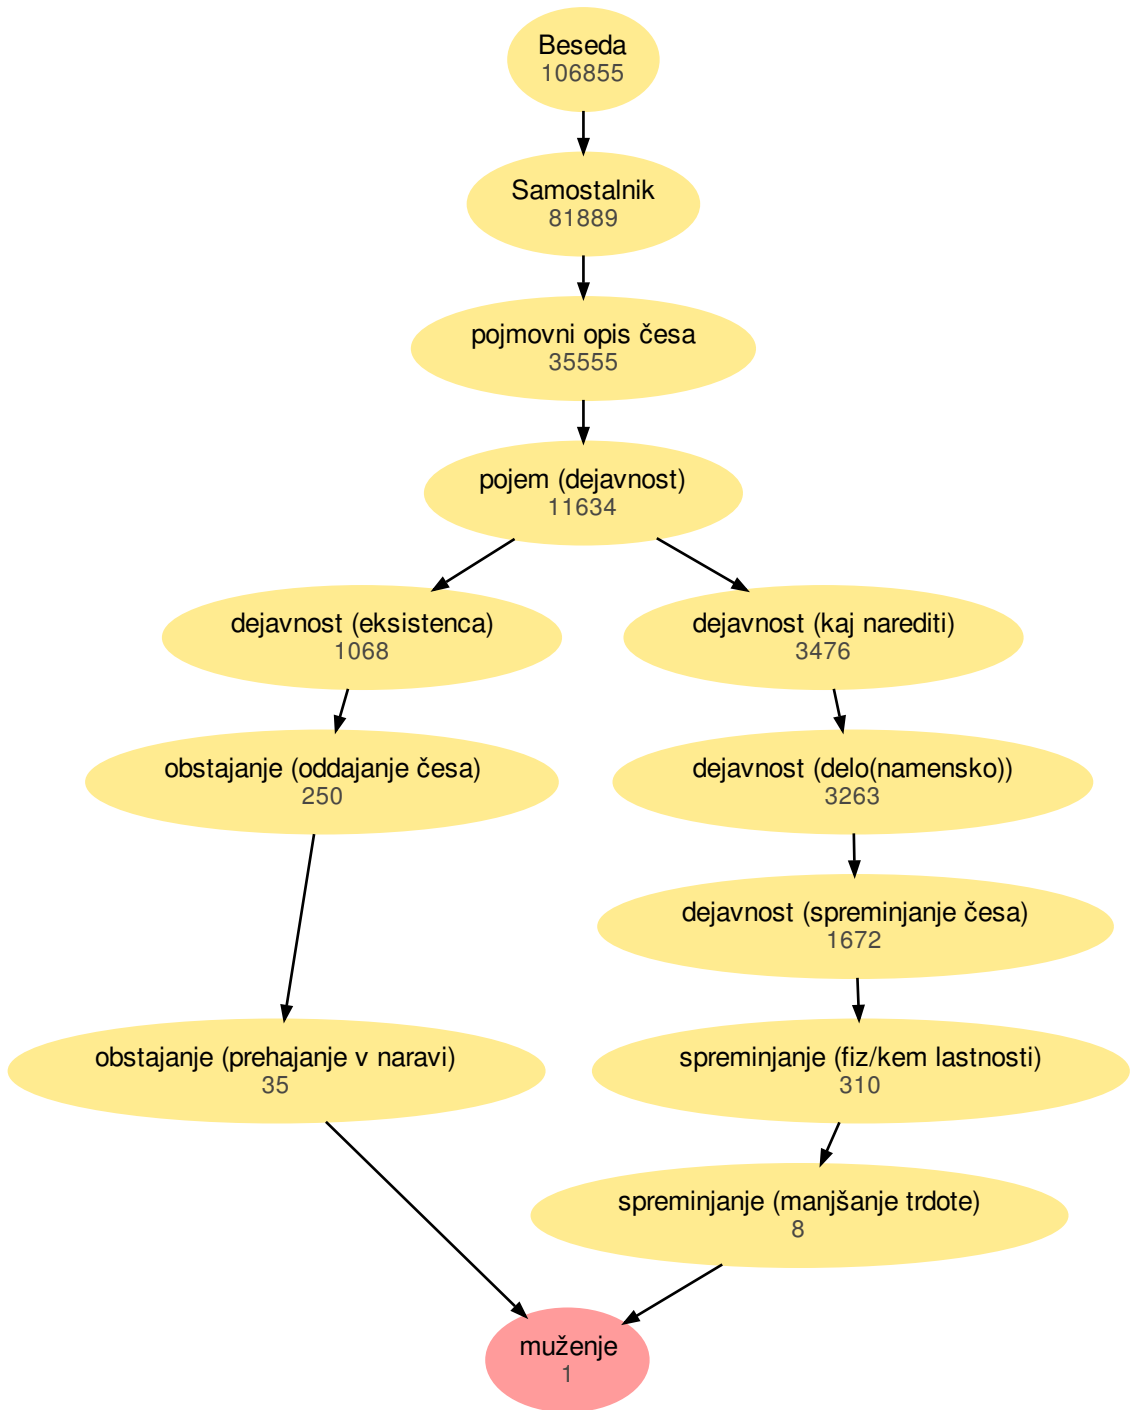 Beseda
106855
Samostalnik
81889
pojmovni opis česa
35555
pojem (dejavnost)
11634
dejavnost (eksistenca)
1068
dejavnost (kaj narediti)
3476
obstajanje (oddajanje česa)
250
dejavnost (delo(namensko))
3263
dejavnost (spreminjanje česa)
1672
obstajanje (prehajanje v naravi)
35
spreminjanje (fiz/kem lastnosti)
310
spreminjanje (manjšanje trdote)
8
muženje
1